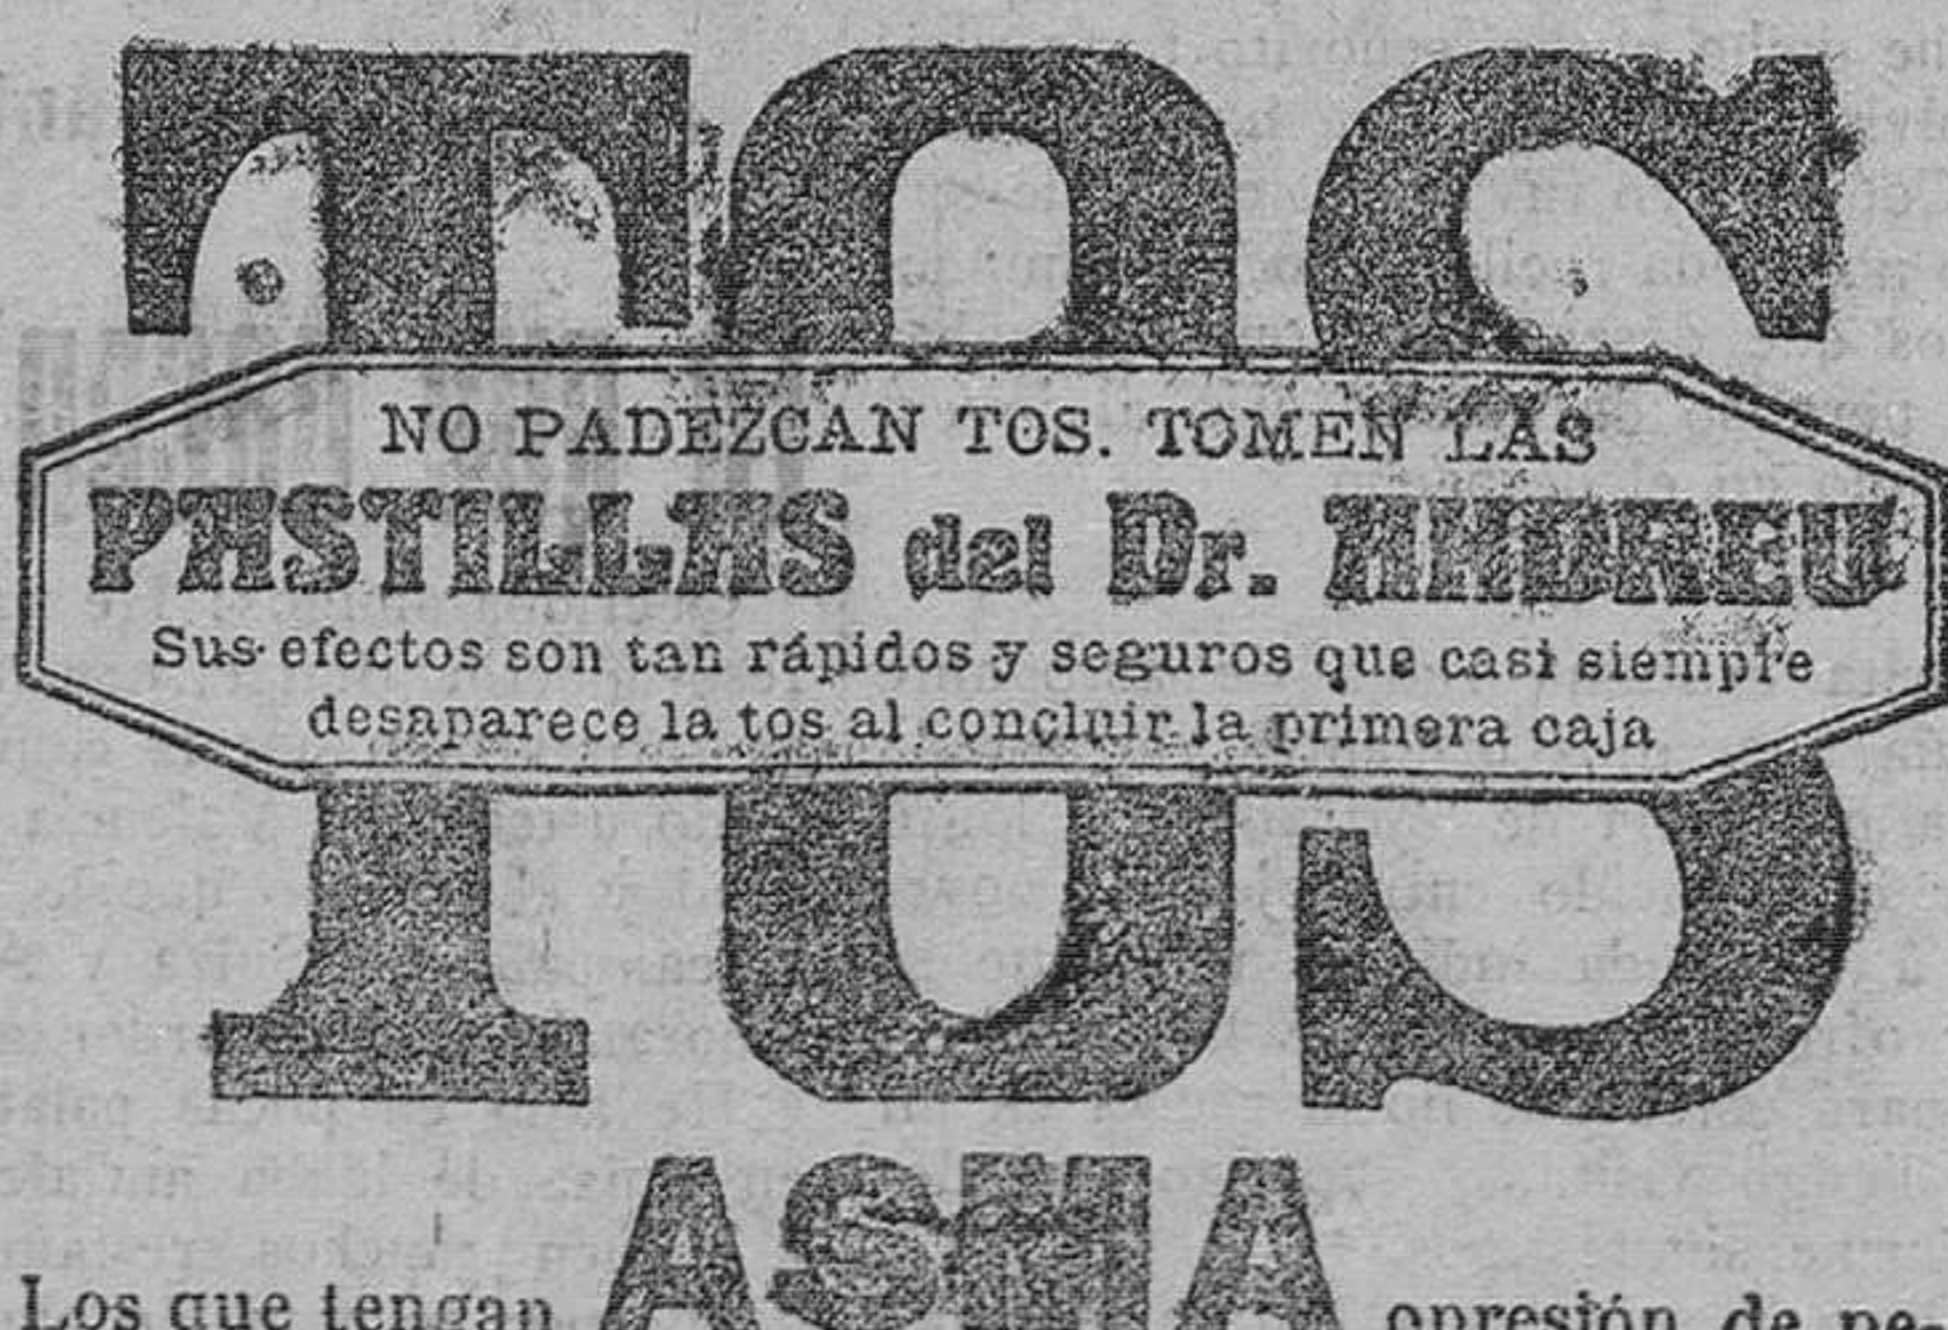 TOS
NO PADEZCAN TOS. TOMEN LAS
PASTILLAS del Dr. ANDREU
Sus efectos son tan rápidos y seguros que casi siempre
desaparece la tos al concluir la primera caja
Los que tengan ASMA opresión de pe-